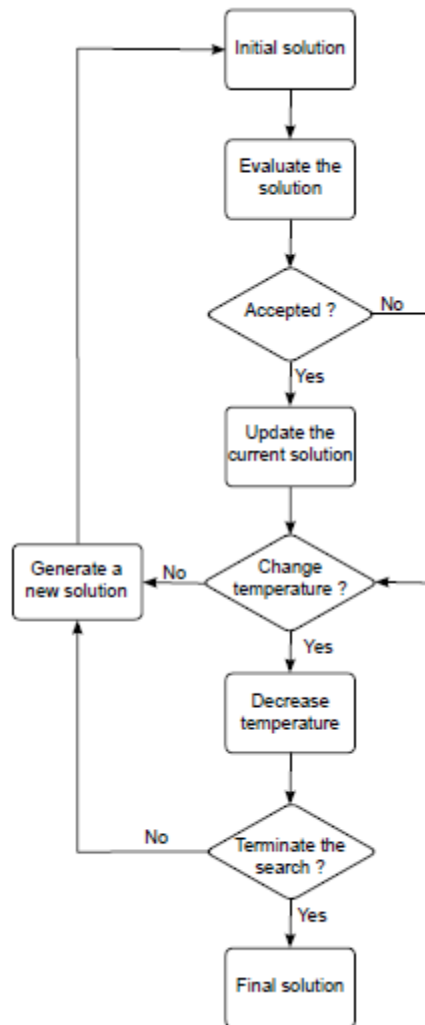 Initial solution
Evaluate the
solution
Accepted ?
No
Yes
Update the
current solution
Change
temperature ?
No
Generate a
new solution
Yes
Decrease
temperature
Terminate the
search ?
No
Yes
Final solution